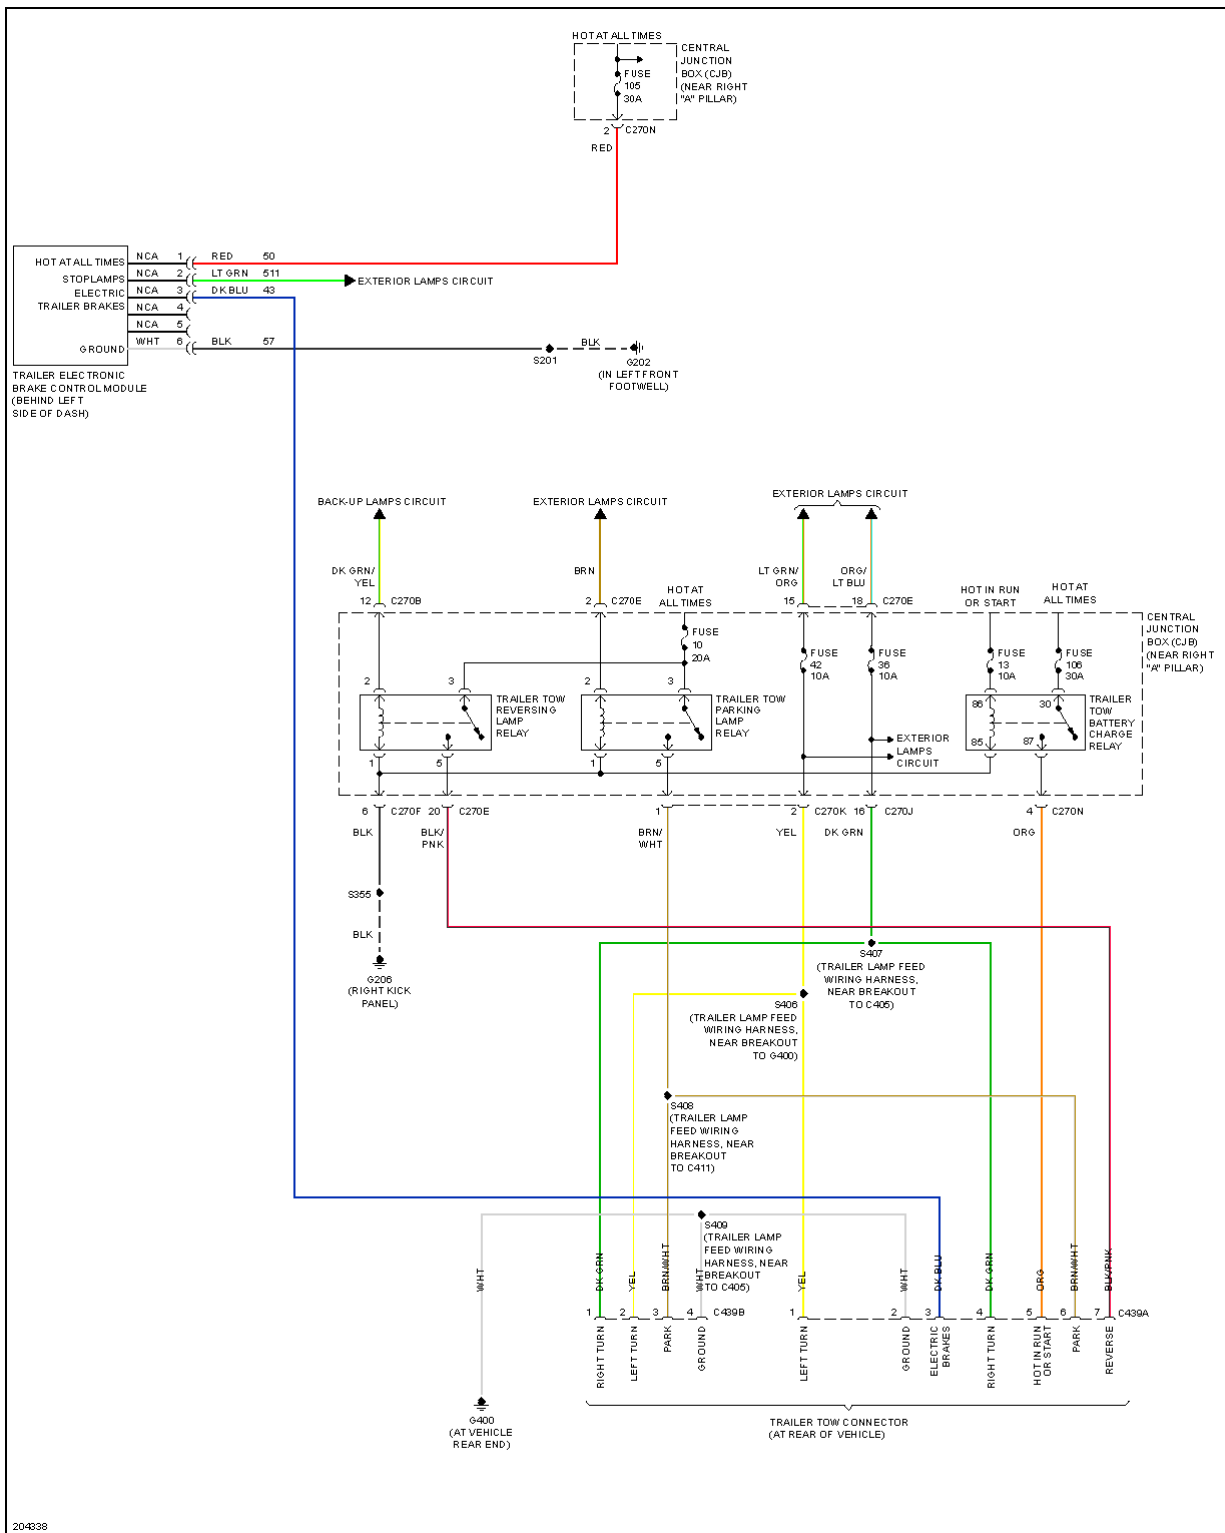 HOT AT ALL TIMES
CENTRAL
JUNCTION
BOX (CJB)
(NEAR RIGHT
"A" PILLAR)
FUSE
105
30A
2
C270N
RED
HOT AT ALL TIMES
NCA
1
RED
50
STOPLAMPS
NCA
2
LT GRN
511
EXTERIOR LAMPS CIRCUIT
ELECTRIC
TRAILER BRAKES
NCA
3
DK BLU
43
NCA
4
NCA
5
GROUND
WHT
6
BLK
57
S201
BLK
G202
(IN LEFT FRONT
FOOTWELL)
TRAILER ELECTRONIC
BRAKE CONTROL MODULE
(BEHIND LEFT
SIDE OF DASH)
BACK-UP LAMPS CIRCUIT
EXTERIOR LAMPS CIRCUIT
EXTERIOR LAMPS CIRCUIT
DK GRN/
YEL
BRN
LT GRN/
ORG
ORG/
LT BLU
12
C270B
2
C270E
HOT AT
ALL TIMES
15
18
C270E
HOT IN RUN
OR START
HOT AT
ALL TIMES
CENTRAL
JUNCTION
BOX (CJB)
(NEAR RIGHT
"A" PILLAR)
FUSE
10
20A
FUSE
42
10A
FUSE
36
10A
FUSE
13
10A
FUSE
106
30A
2
3
TRAILER TOW
REVERSING
LAMP
RELAY
1
5
2
3
TRAILER TOW
PARKING
LAMP
RELAY
1
5
EXTERIOR
LAMPS
CIRCUIT
86
30
85
87
TRAILER
TOW
BATTERY
CHARGE
RELAY
6
C270F
20
C270E
1
2
C270K
16
C270J
4
C270N
BLK
BLK/
PNK
BRN/
WHT
YEL
DK GRN
ORG
S355
BLK
G206
(RIGHT KICK
PANEL)
S407
(TRAILER LAMP FEED
WIRING HARNESS,
NEAR BREAKOUT
TO C405)
S406
(TRAILER LAMP FEED
WIRING HARNESS,
NEAR BREAKOUT
TO G400)
S408
(TRAILER LAMP
FEED WIRING
HARNESS, NEAR
BREAKOUT
TO C411)
S409
(TRAILER LAMP
FEED WIRING
HARNESS, NEAR
BREAKOUT
TO C405)
WHT
DK GRN
YEL
BRN/WHT
WHT
YEL
WHT
DK BLU
DK GRN
ORG
BRN/WHT
BLK/PNK
1
2
3
4
C439B
1
2
3
4
5
6
7
C439A
RIGHT TURN
LEFT TURN
PARK
GROUND
LEFT TURN
GROUND
ELECTRIC
BRAKES
RIGHT TURN
HOT IN RUN
OR START
PARK
REVERSE
G400
(AT VEHICLE
REAR END)
TRAILER TOW CONNECTOR
(AT REAR OF VEHICLE)
204338